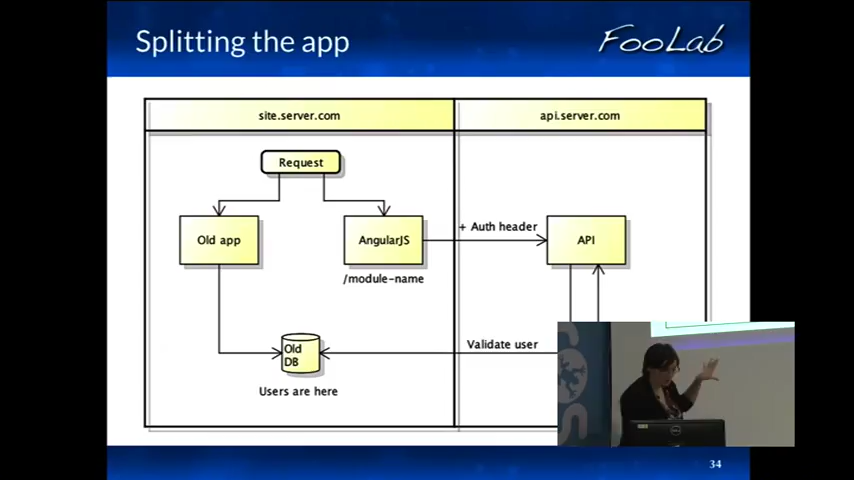 Splitting the app
FooLab
site.server.com
api.server.com
Request
Old app
AngularJS
+ Auth header
API
/module-name
Old
DB
Validate user
Users are here
34